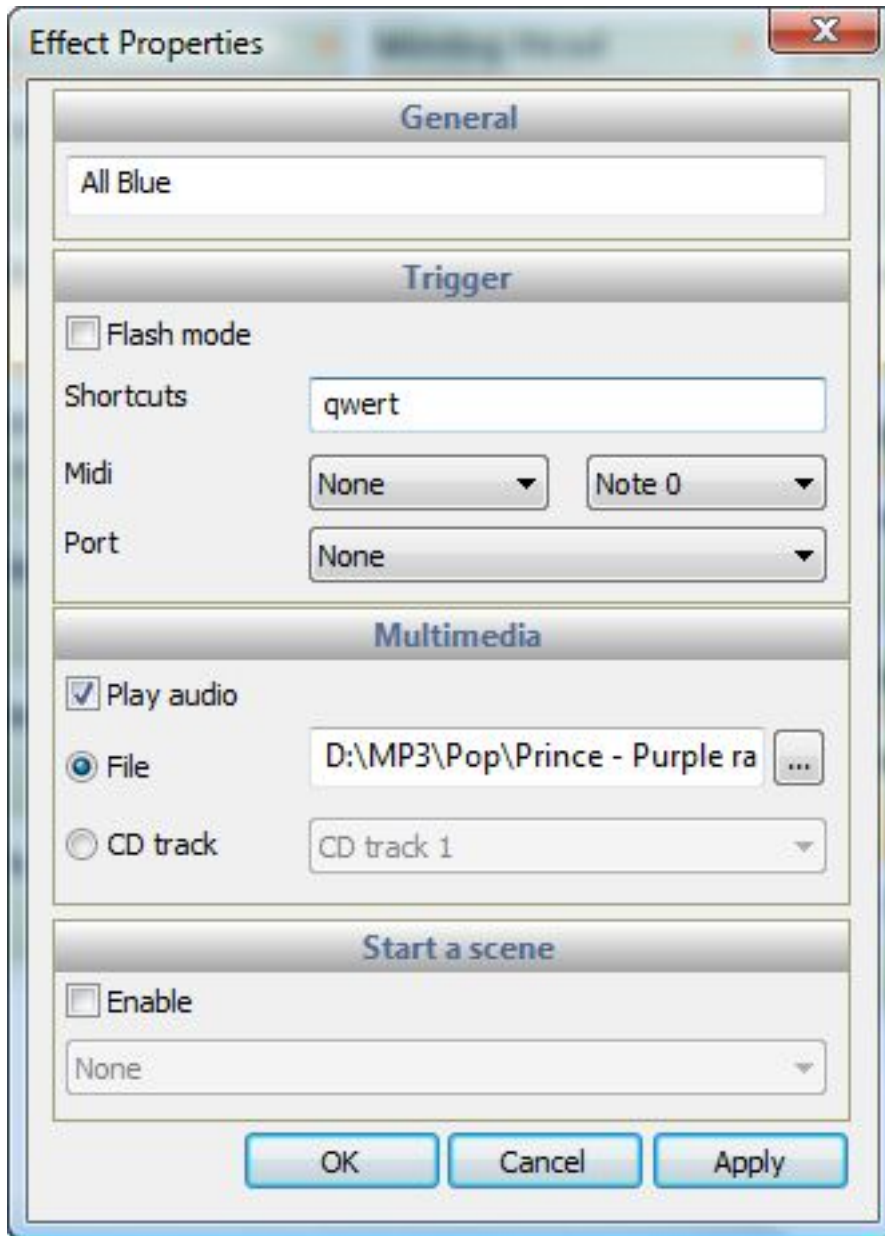 Effect Properties
General
All Blue
Trigger
Flash mode
Shortcuts qwert
Midi None Note 0
Port None
Multimedia
Play audio
File D:\MP3\Pop\Prince - Purple ra ...
CD track CD track 1
Start a scene
Enable
None
OK Cancel Apply